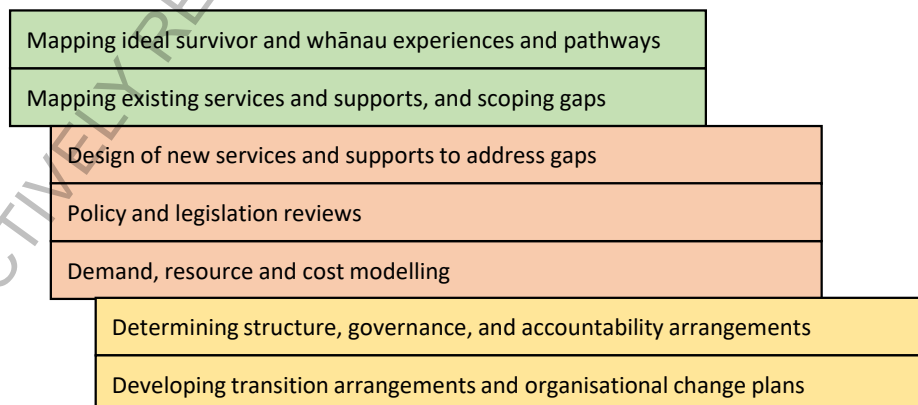 Mapping ideal survivor and whānau experiences and pathways
Mapping existing services and supports, and scoping gaps
Design of new services and supports to address gaps
Policy and legislation reviews
Demand, resource and cost modelling
Determining structure, governance, and accountability arrangements
Developing transition arrangements and organisational change plans